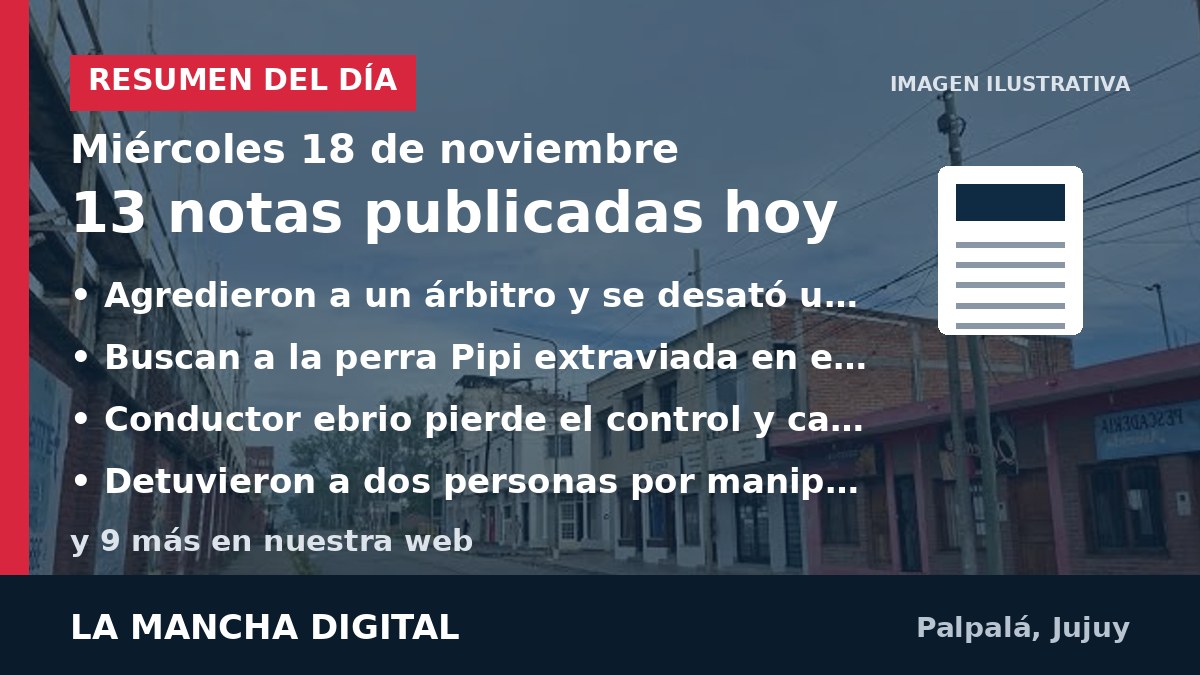 RESUMEN DEL DÍA
IMAGEN ILUSTRATIVA
Miércoles 18 de noviembre
13 notas publicadas hoy
• Agredieron a un árbitro y se desató u...
• Buscan a la perra Pipi extraviada en e...
• Conductor ebrio pierde el control y ca...
• Detuvieron a dos personas por manip...
y 9 más en nuestra web
PESCADERIA
LA MANCHA DIGITAL
Palpalá, Jujuy